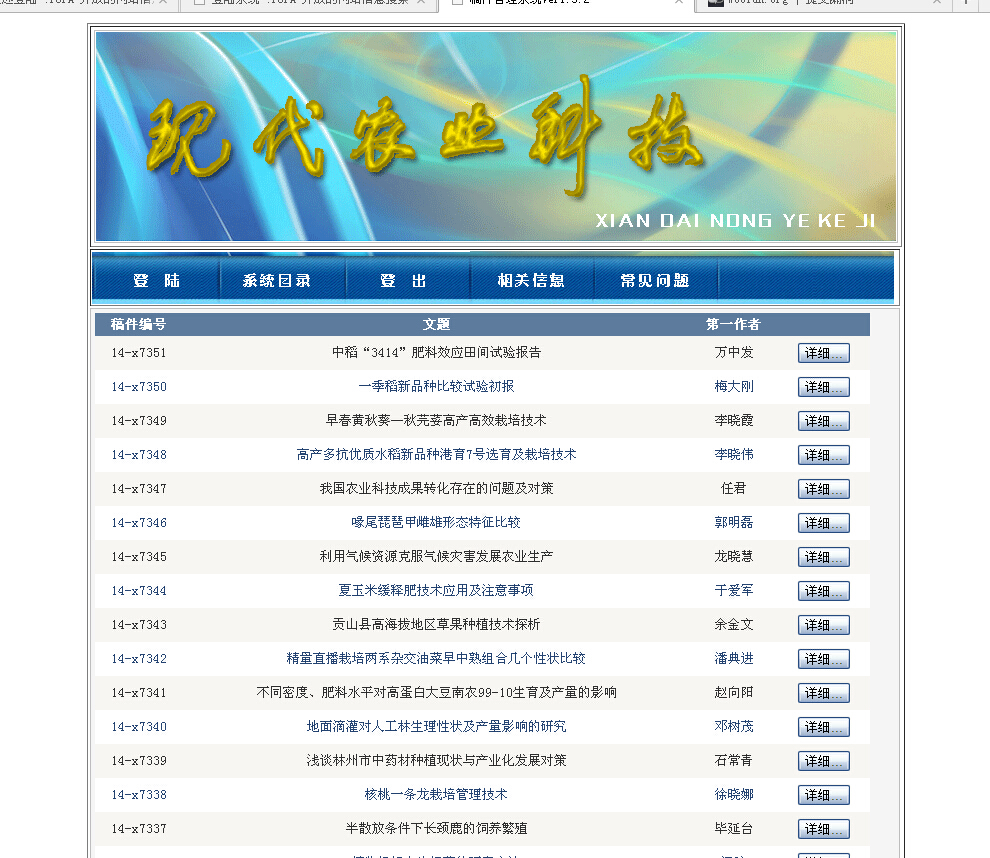 稿件管理系统Ver1.3.2
wooyun.org | 提交漏洞
现代农业科技
XIAN DAI NONG YE KE JI
登 陆 系统目录 登 出 相关信息 常见问题
稿件编号 文题 第一作者
14-x7351 中稻“3414”肥料效应田间试验报告 万中发 详细...
14-x7350 一季稻新品种比较试验初报 梅大刚 详细...
14-x7349 早春黄秋葵—秋芫荽高产高效栽培技术 李晓霞 详细...
14-x7348 高产多抗优质水稻新品种港育7号选育及栽培技术 李晓伟 详细...
14-x7347 我国农业科技成果转化存在的问题及对策 任君 详细...
14-x7346 喙尾琵琶甲雌雄形态特征比较 郭明磊 详细...
14-x7345 利用气候资源克服气候灾害发展农业生产 龙晓慧 详细...
14-x7344 夏玉米缓释肥技术应用及注意事项 于爱军 详细...
14-x7343 贡山县高海拨地区草果种植技术探析 余金文 详细...
14-x7342 精量直播栽培两系杂交油菜早中熟组合几个性状比较 潘典进 详细...
14-x7341 不同密度、肥料水平对高蛋白大豆南农99-10生育及产量的影响 赵向阳 详细...
14-x7340 地面滴灌对人工林生理性状及产量影响的研究 邓树茂 详细...
14-x7339 浅谈林州市中药材种植现状与产业化发展对策 石常青 详细...
14-x7338 核桃一条龙栽培管理技术 徐晓娜 详细...
14-x7337 半散放条件下长颈鹿的饲养繁殖 毕延台 详细...